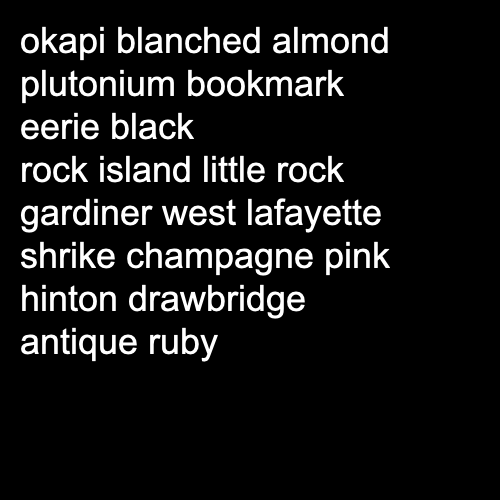 okapi blanched almond
plutonium bookmark
eerie black
rock island little rock
gardiner west lafayette
shrike champagne pink
hinton drawbridge
antique ruby